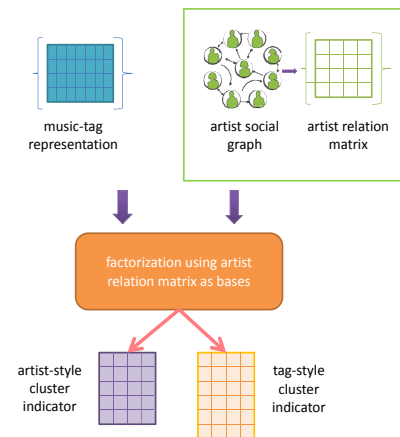 music-tag
representation
artist social
graph
artist relation
matrix
factorization using artist
relation matrix as bases
artist-style
cluster
indicator
tag-style
cluster
indicator